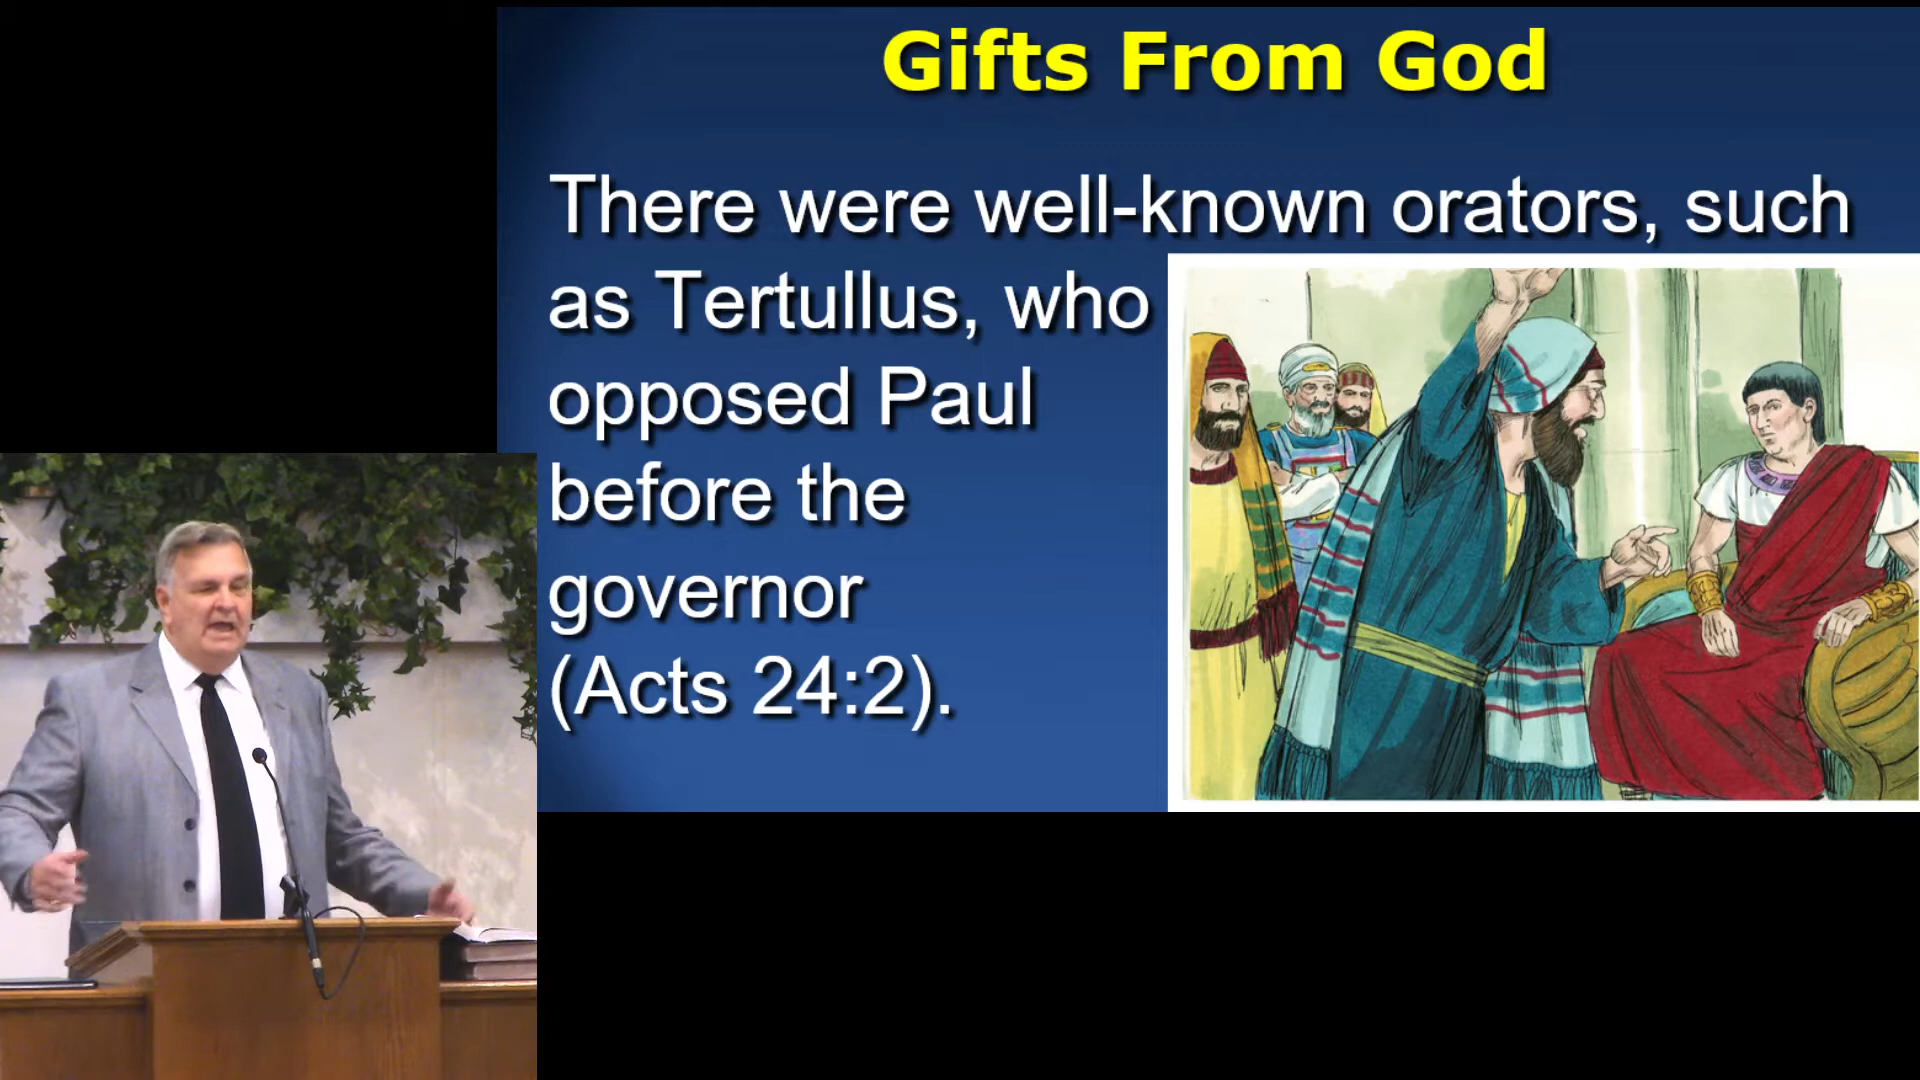 Gifts From God
There were well-known orators, such
as Tertullus, who
opposed Paul
before the
governor
(Acts 24:2).